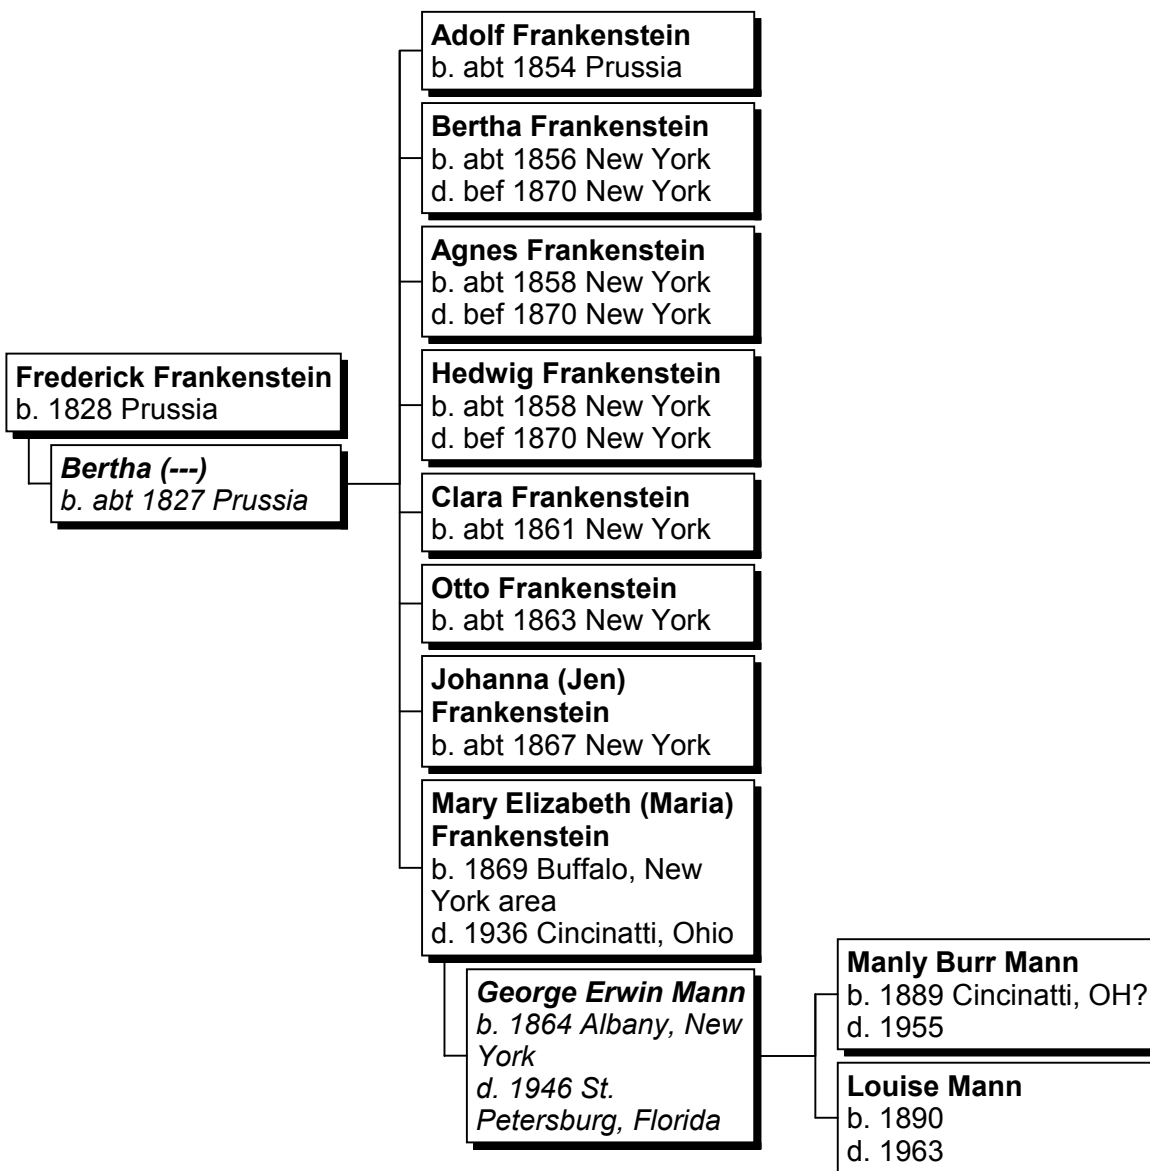 Adolf Frankenstein
b. abt 1854 Prussia
Bertha Frankenstein
b. abt 1856 New York
d. bef 1870 New York
Agnes Frankenstein
b. abt 1858 New York
d. bef 1870 New York
Frederick Frankenstein
b. 1828 Prussia
Bertha (---)
b. abt 1827 Prussia
Hedwig Frankenstein
b. abt 1858 New York
d. bef 1870 New York
Clara Frankenstein
b. abt 1861 New York
Otto Frankenstein
b. abt 1863 New York
Johanna (Jen)
Frankenstein
b. abt 1867 New York
Mary Elizabeth (Maria)
Frankenstein
b. 1869 Buffalo, New
York area
d. 1936 Cincinatti, Ohio
George Erwin Mann
b. 1864 Albany, New
York
d. 1946 St.
Petersburg, Florida
Manly Burr Mann
b. 1889 Cincinatti, OH?
d. 1955
Louise Mann
b. 1890
d. 1963